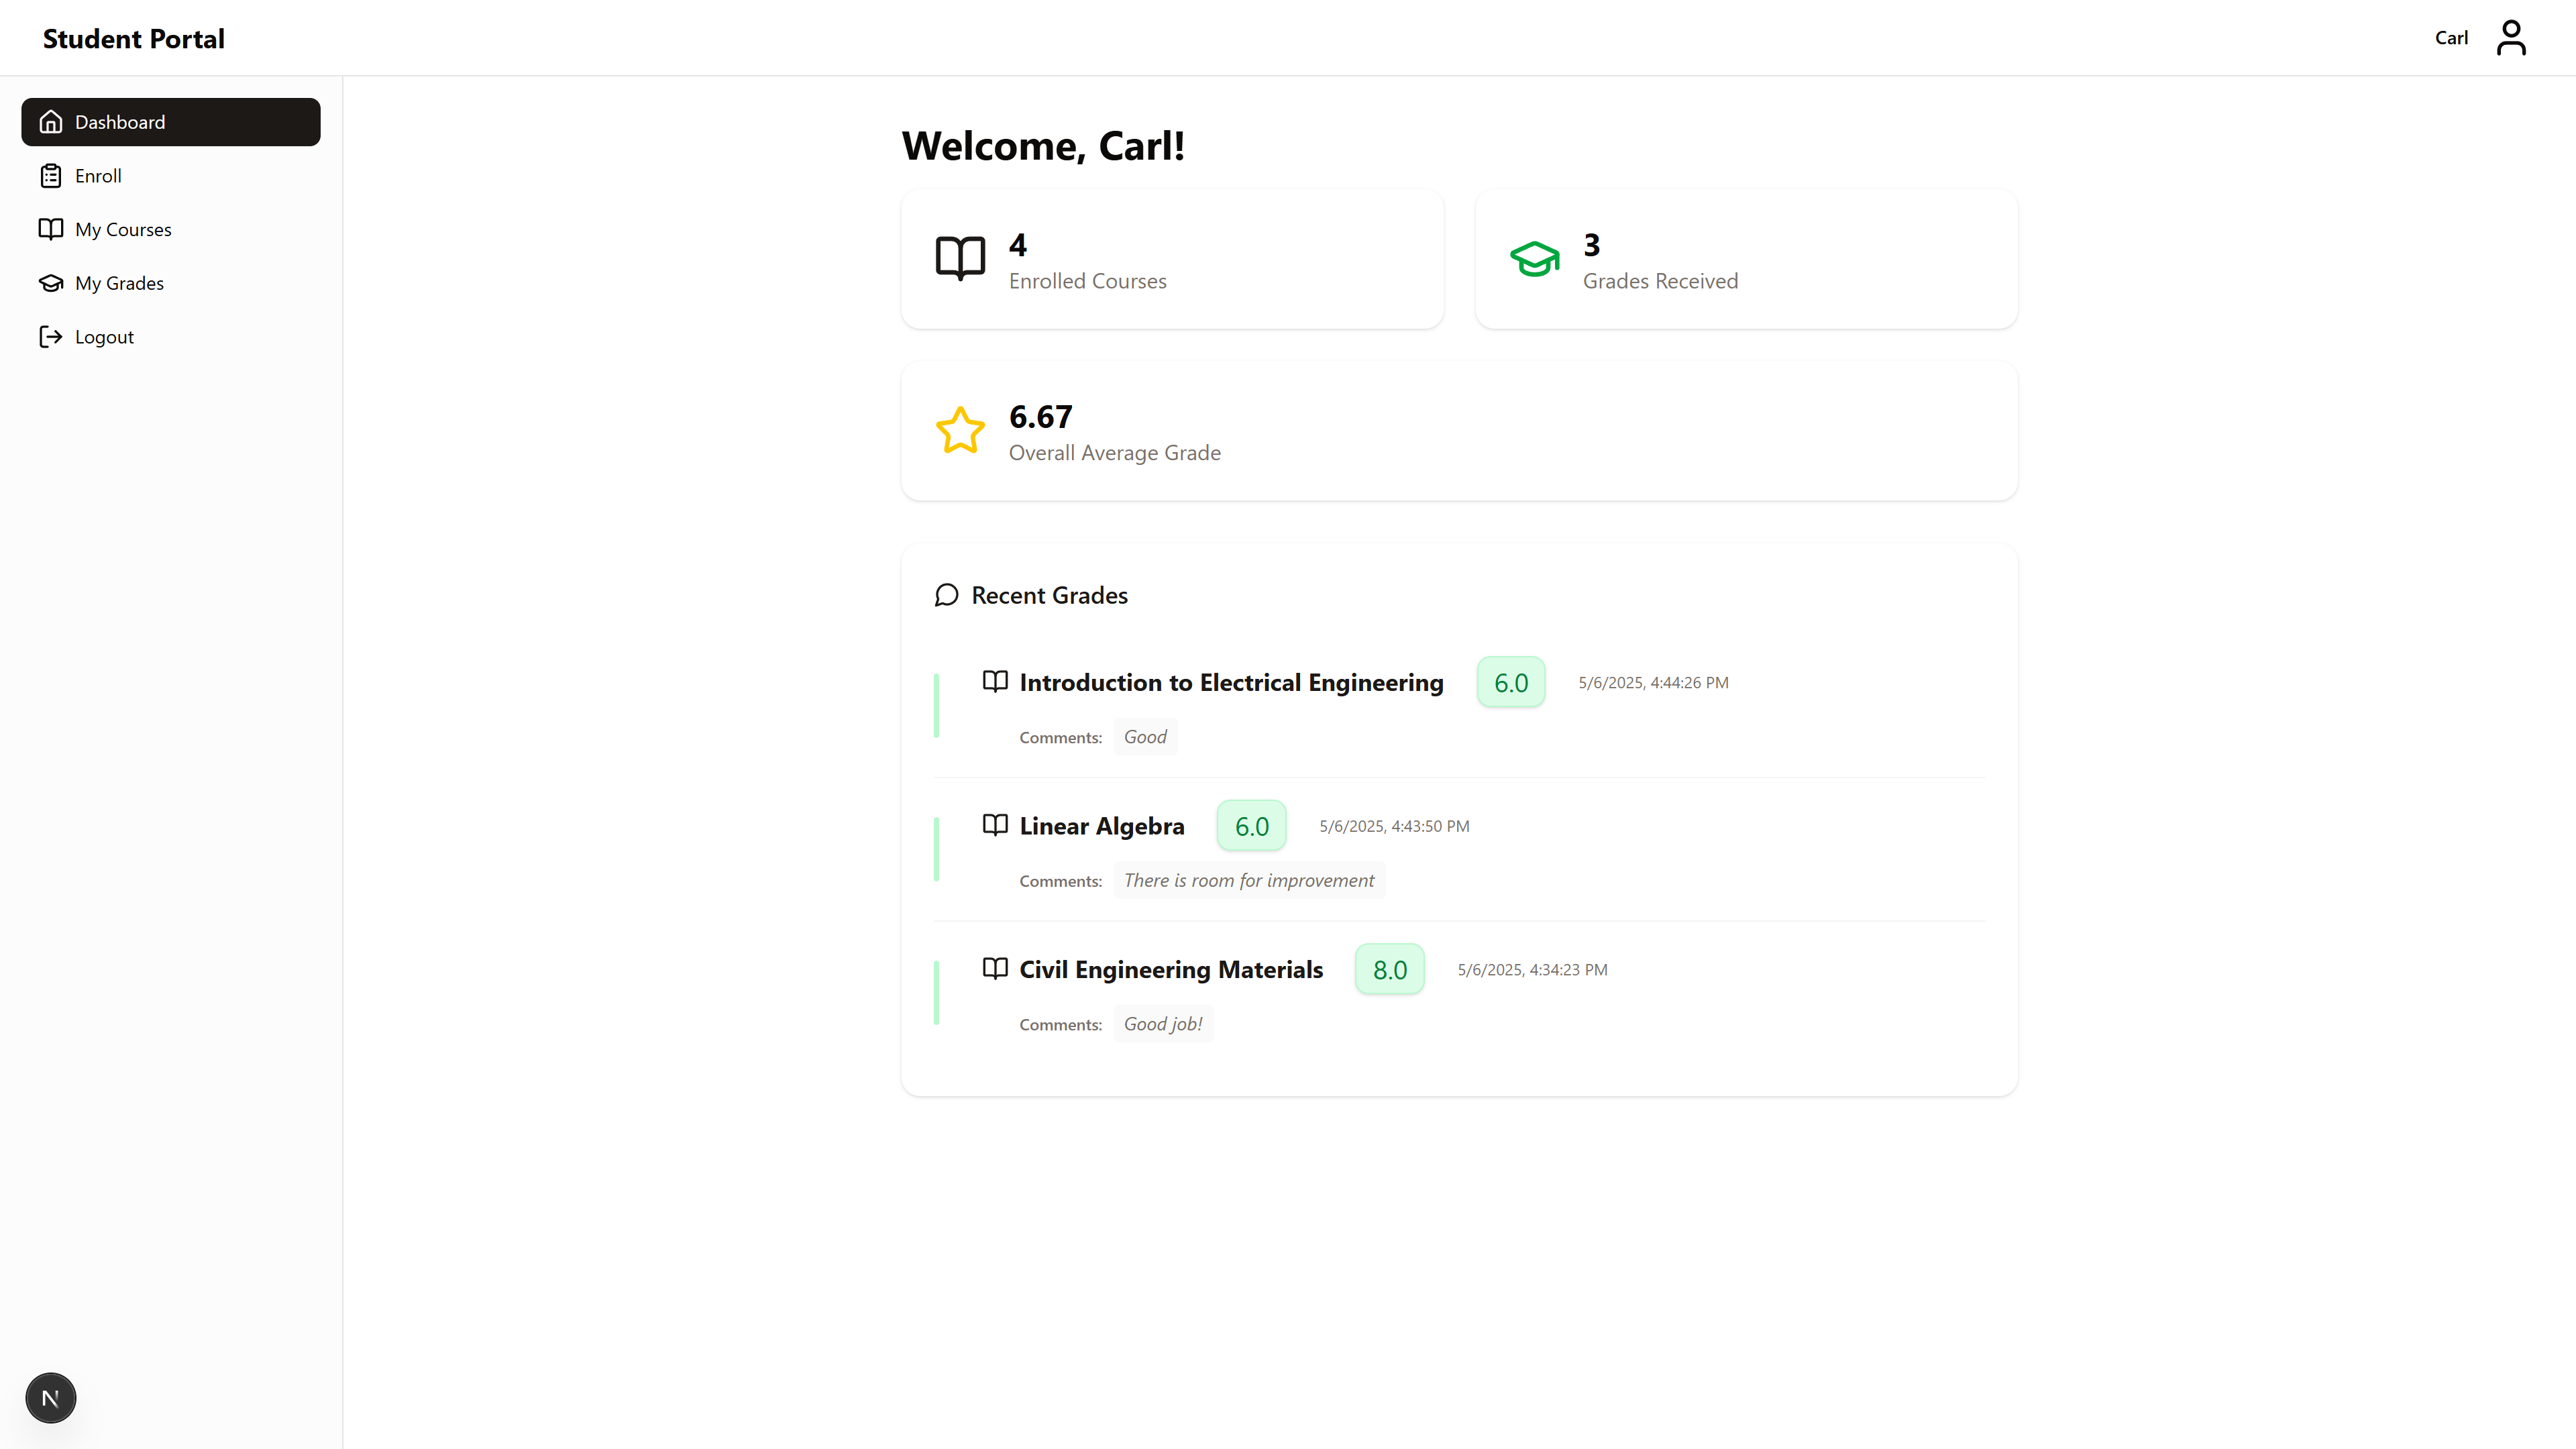 Student Portal
Carl
Dashboard
Enroll
My Courses
My Grades
Logout
Welcome, Carl!
4
Enrolled Courses
3
Grades Received
6.67
Overall Average Grade
Recent Grades
Introduction to Electrical Engineering 6.0 5/6/2025, 4:44:26 PM
Comments: Good
Linear Algebra 6.0 5/6/2025, 4:43:50 PM
Comments: There is room for improvement
Civil Engineering Materials 8.0 5/6/2025, 4:34:23 PM
Comments: Good job!
N